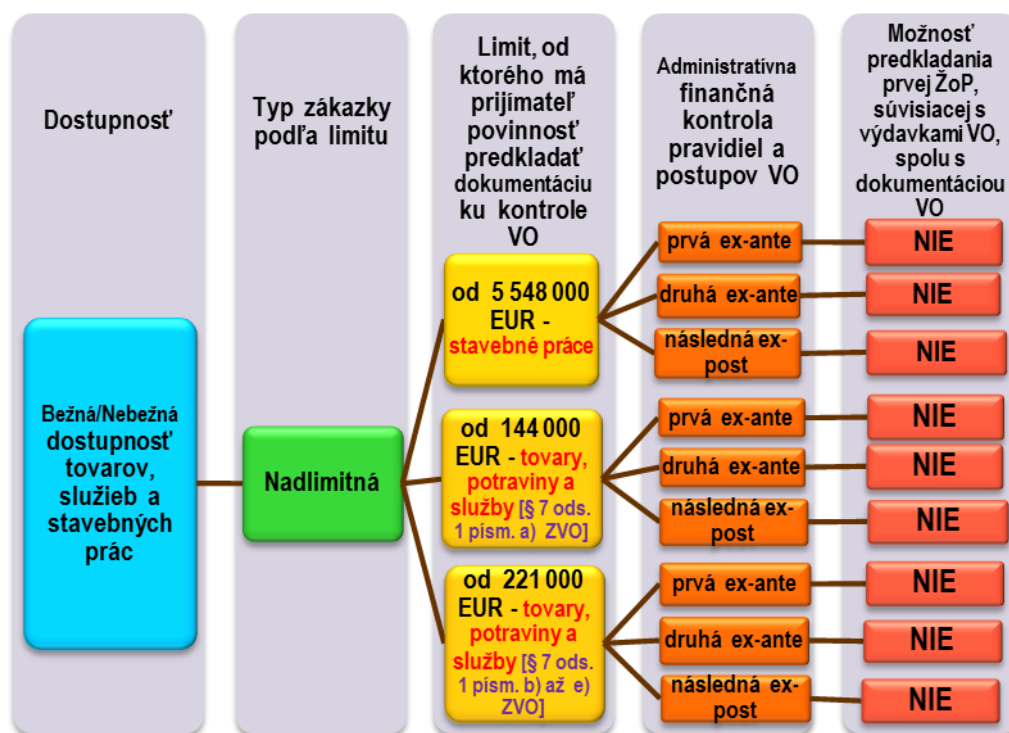 Dostupnosť
Typ zákazky
podľa limitu
Limit, od
ktorého má
prijímateľ
povinnosť
predkladať
dokumentáciu
ku kontrole
VO
Administratívna
finančná
kontrola
pravidiel a
postupov VO
Možnosť
predkladania
prvej ŽoP,
súvisiacej s
výdavkami VO,
spolu s
dokumentáciou
VO
Bežná/Nebežná
dostupnosť
tovarov,
služieb a
stavebných
prác
Nadlimitná
od 5 548 000
EUR -
stavebné práce
prvá ex-ante
NIE
druhá ex-ante
NIE
následná ex-
post
NIE
od 144 000
EUR - tovary,
potraviny a
služby [§ 7 ods.
1 písm. a) ZVO]
prvá ex-ante
NIE
druhá ex-ante
NIE
následná ex-
post
NIE
od 221 000
EUR - tovary,
potraviny a
služby [§ 7 ods.
1 písm. b) až e)
ZVO]
prvá ex-ante
NIE
druhá ex-ante
NIE
následná ex-
post
NIE